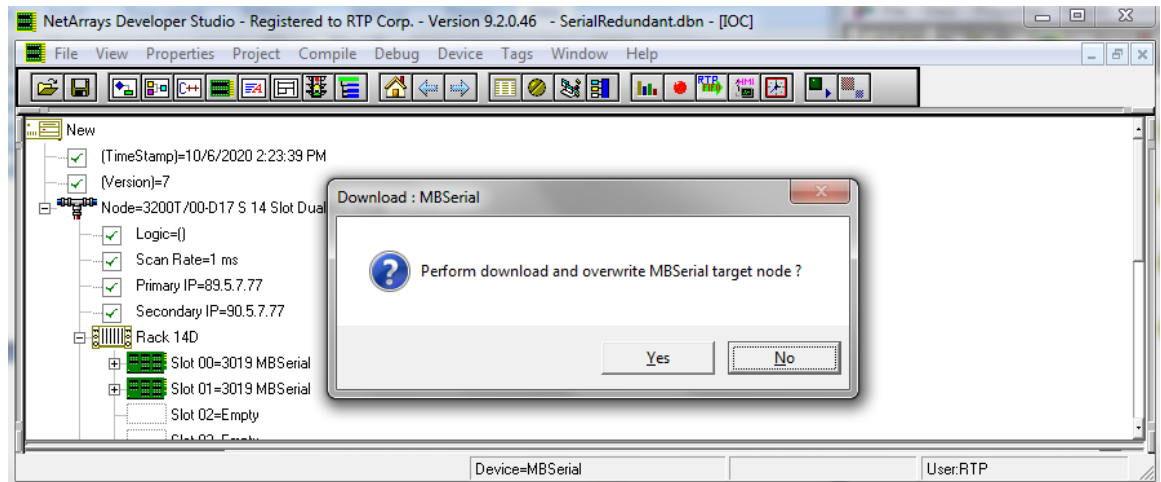 NetArrays Developer Studio - Registered to RTP Corp. - Version 9.2.0.46 - SerialRedundant.dbn - [IOC]
File View Properties Project Compile Debug Device Tags Window Help
New
(TimeStamp)=10/6/2020 2:23:39 PM
(Version)=7
Node=3200T/00-D17 S 14 Slot Dual
Logic=()
Scan Rate=1 ms
Primary IP=89.5.7.77
Secondary IP=90.5.7.77
Rack 14D
Slot 00=3019 MBSerial
Slot 01=3019 MBSerial
Slot 02=Empty
Download : MBSerial
Perform download and overwrite MBSerial target node ?
Yes No
Device=MBSerial User:RTP